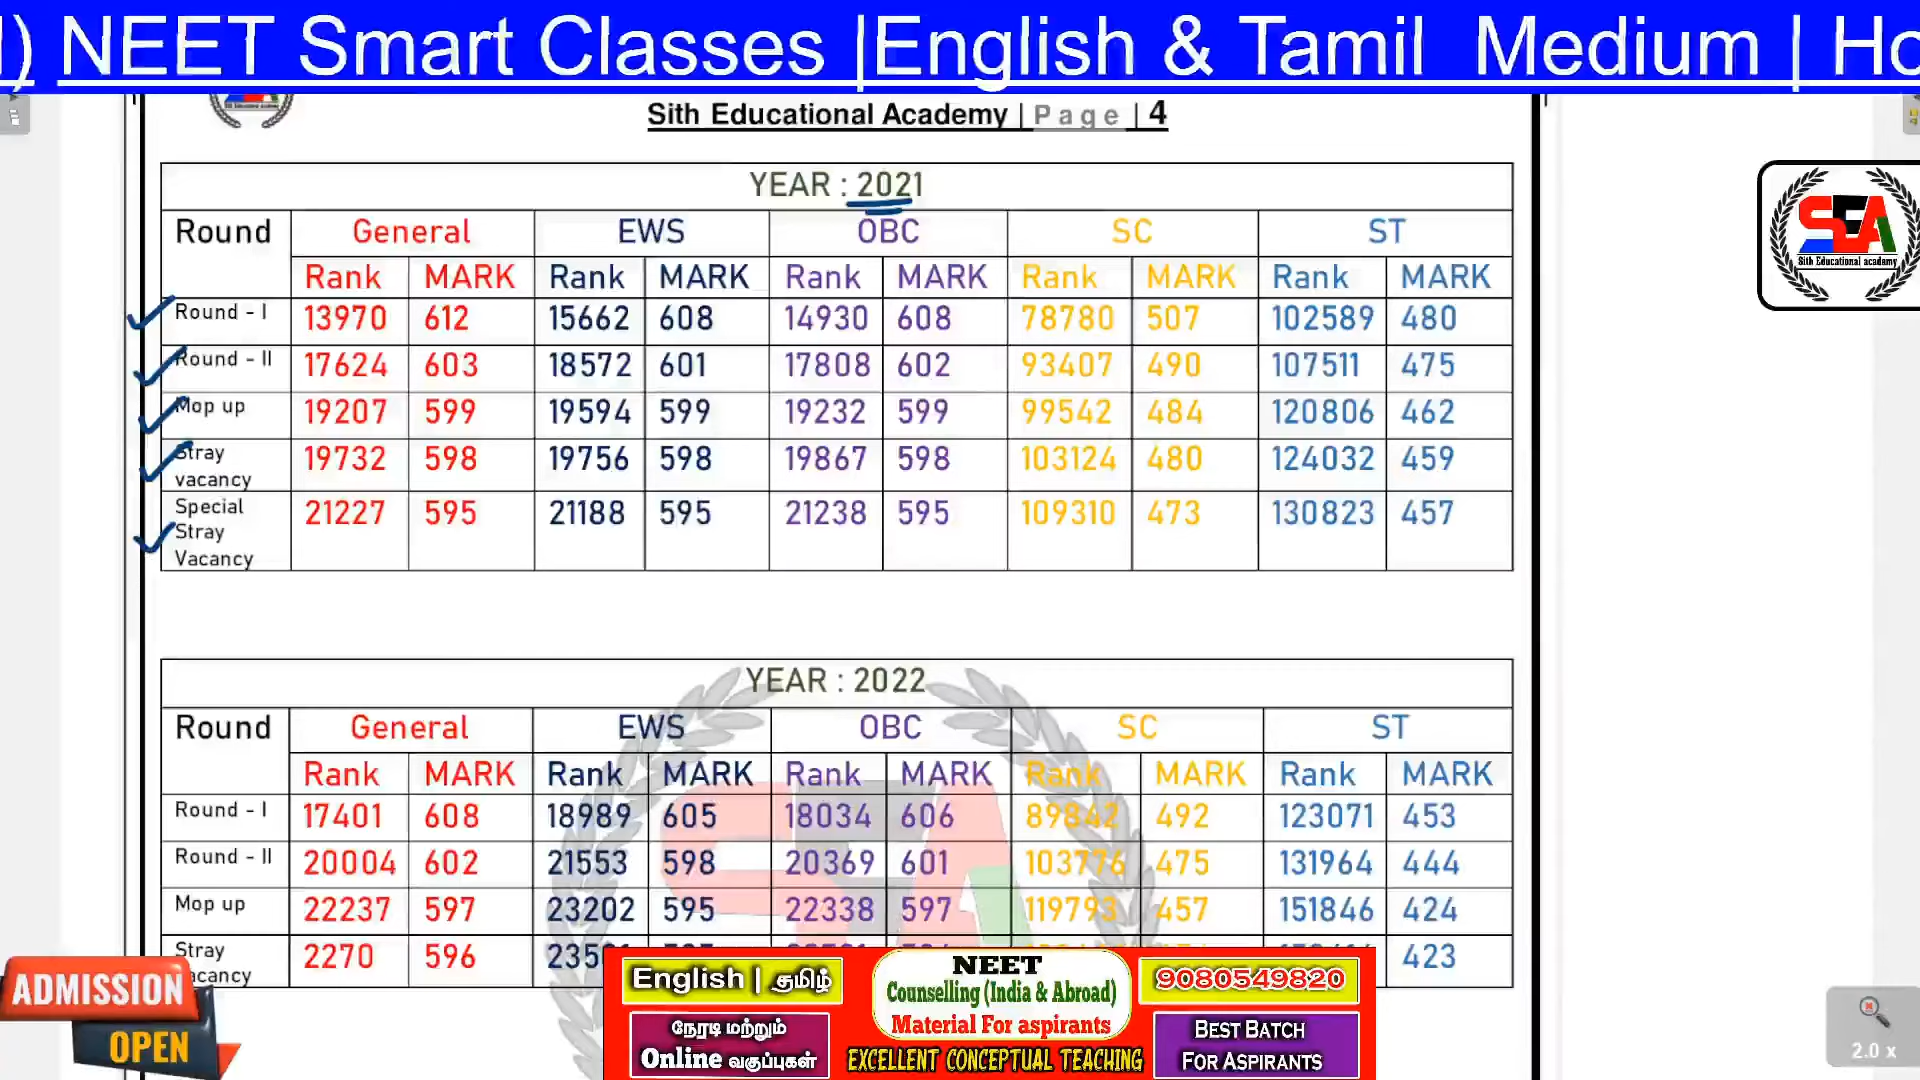 ) NEET Smart Classes |English & Tamil Medium | Ho
Sith Educational Academy | Page | 4
SEA
Sith Educational academy
YEAR : 2021
Round General EWS OBC SC ST
Rank MARK Rank MARK Rank MARK Rank MARK Rank MARK
Round - I 13970 612 15662 608 14930 608 78780 507 102589 480
Round - II 17624 603 18572 601 17808 602 93407 490 107511 475
Mop up 19207 599 19594 599 19232 599 99542 484 120806 462
Stray vacancy 19732 598 19756 598 19867 598 103124 480 124032 459
Special Stray Vacancy 21227 595 21188 595 21238 595 109310 473 130823 457
YEAR : 2022
Round General EWS OBC SC ST
Rank MARK Rank MARK Rank MARK Rank MARK Rank MARK
Round - I 17401 608 18989 605 18034 606 89842 492 123071 453
Round - II 20004 602 21553 598 20369 601 103776 475 131964 444
Mop up 22237 597 23202 595 22338 597 119793 457 151846 424
Stray vacancy 2270 596 423
ADMISSION
OPEN
English | தமிழ்
நேரடி மற்றும்
Online வகுப்புகள்
NEET
Counselling (India & Abroad)
Material For aspirants
EXCELLENT CONCEPTUAL TEACHING
9080549820
BEST BATCH
FOR ASPIRANTS
2.0 x